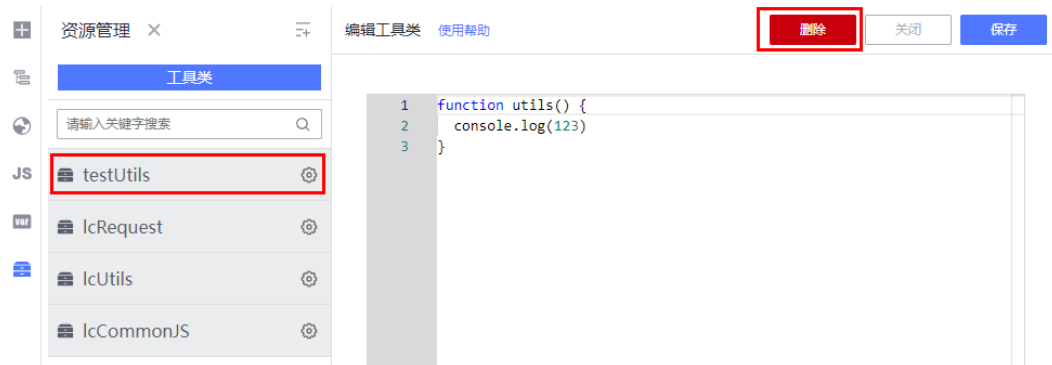 资源管理
编辑工具类 使用帮助
删除
关闭
保存
工具类
请输入关键字搜索
JS
var
testUtils
lcRequest
lcUtils
lcCommonJS
1 function utils() {
2 console.log(123)
3 }